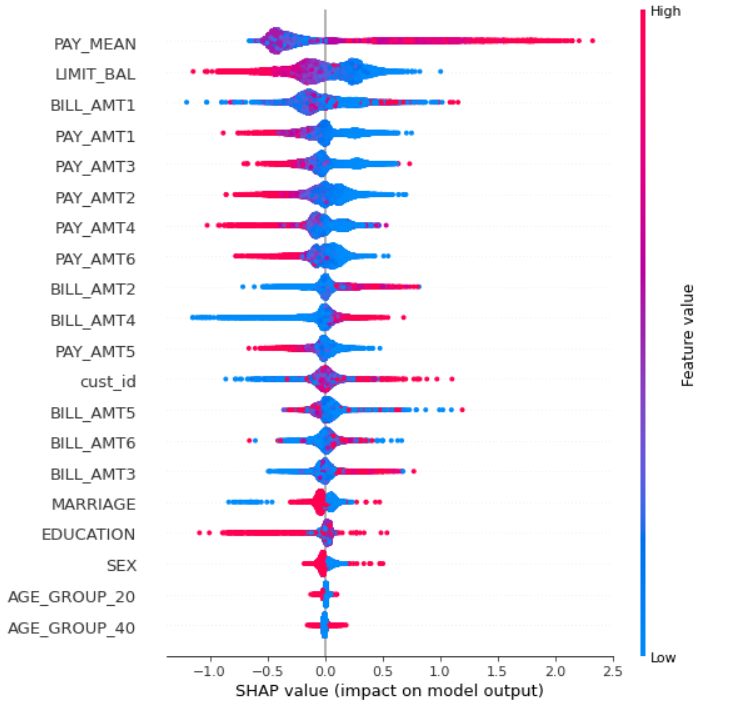 High
PAY_MEAN
LIMIT_BAL
BILL_AMT1
PAY_AMT1
PAY_AMT3
PAY_AMT2
PAY_AMT4
PAY_AMT6
BILL_AMT2
BILL_AMT4
PAY_AMT5
cust_id
BILL_AMT5
BILL_AMT6
BILL_AMT3
MARRIAGE
EDUCATION
SEX
AGE_GROUP_20
AGE_GROUP_40
Feature value
Low
−1.0 −0.5 0.0 0.5 1.0 1.5 2.0 2.5
SHAP value (impact on model output)